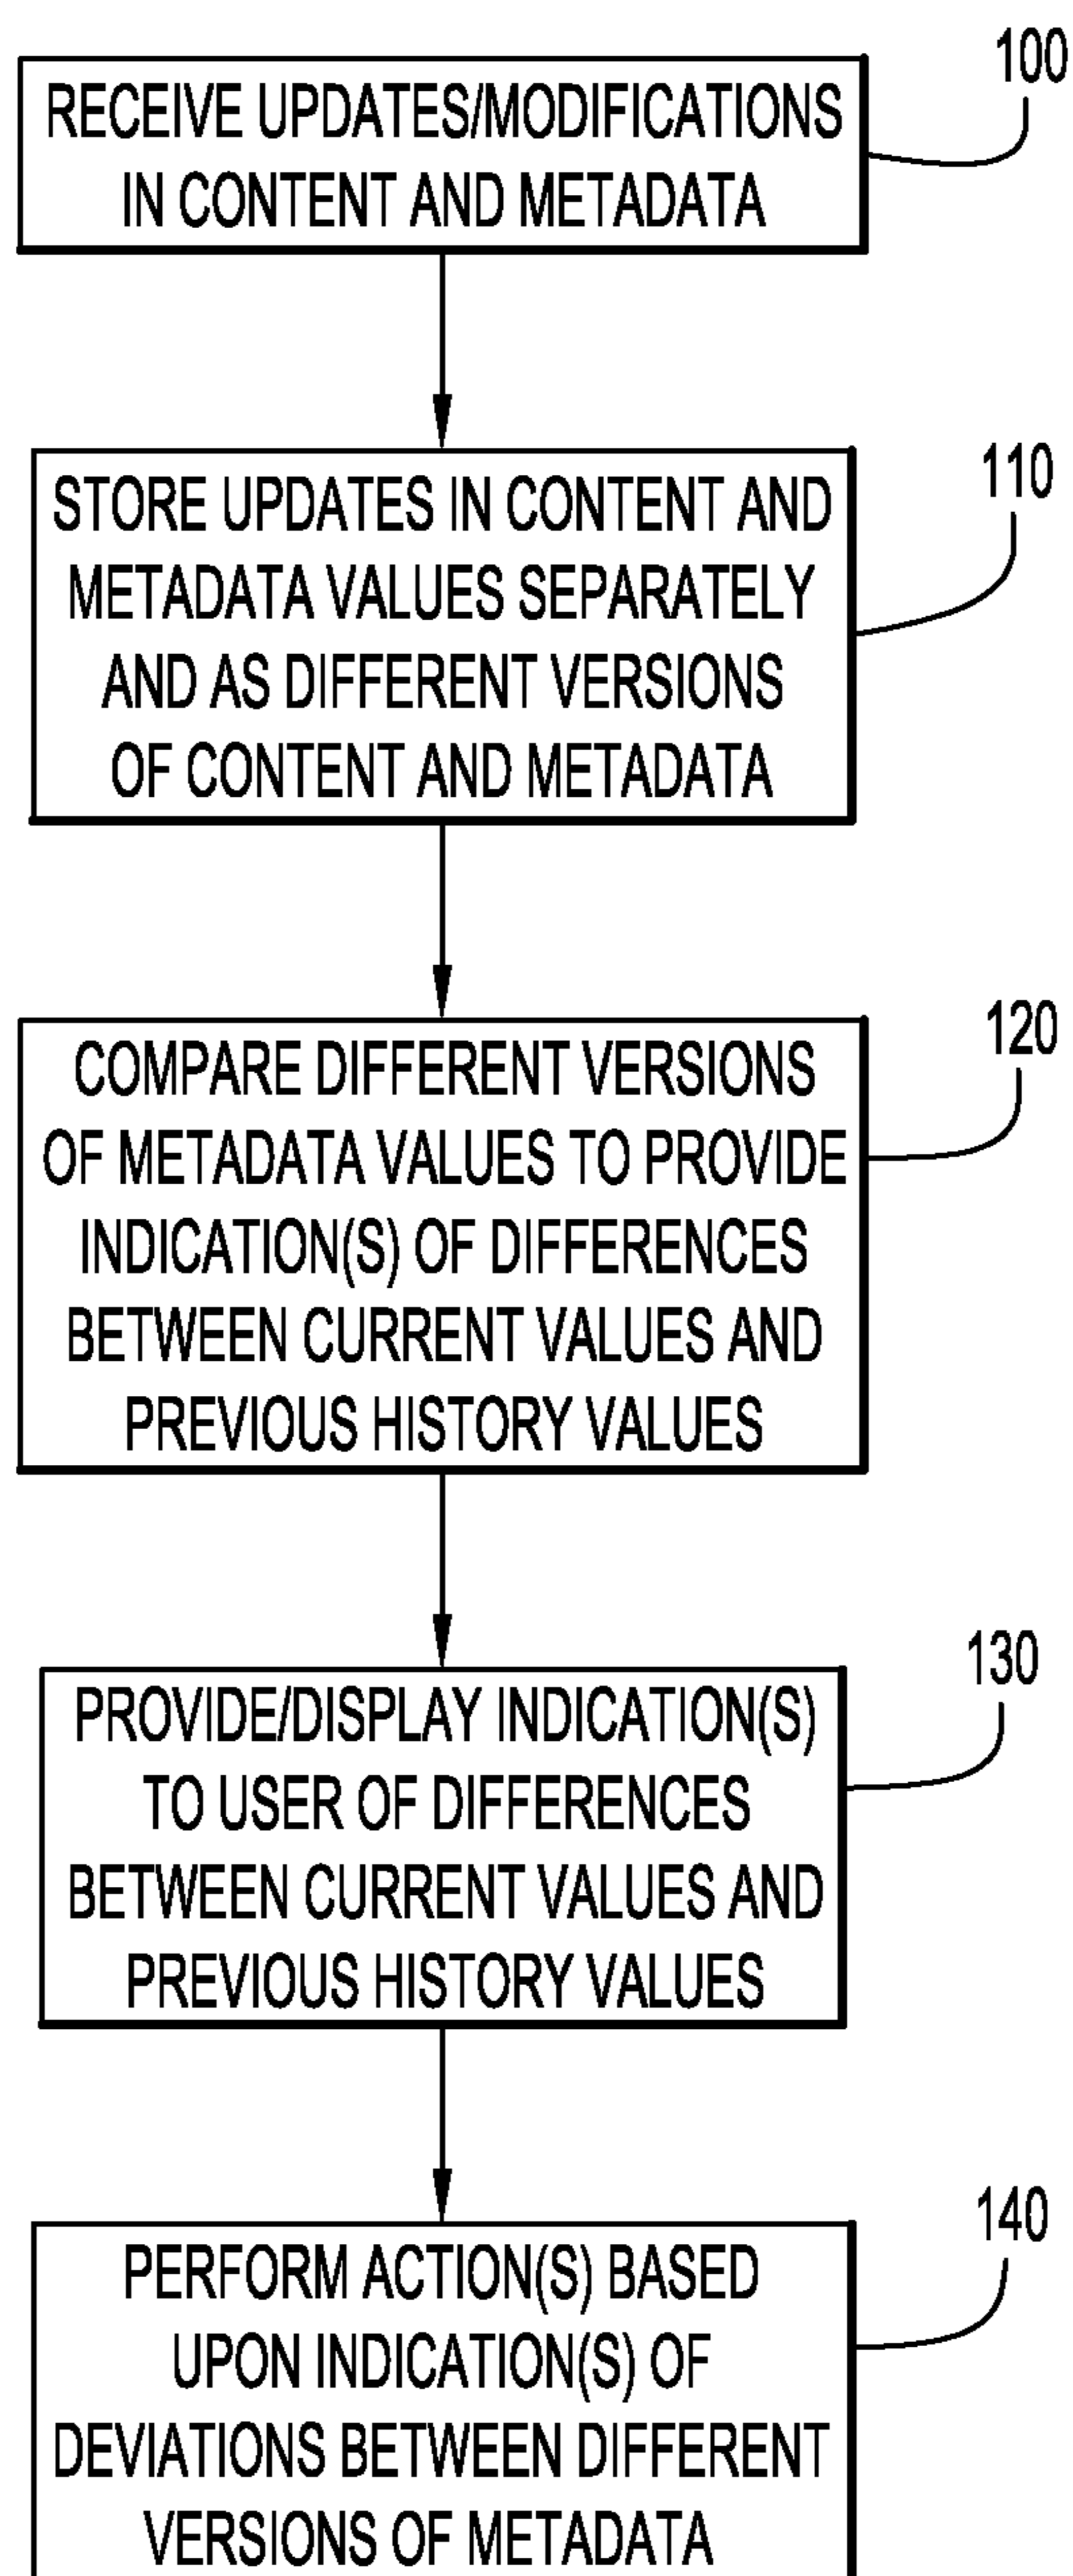 100
RECEIVE UPDATES/MODIFICATIONS
IN CONTENT AND METADATA
110
STORE UPDATES IN CONTENT AND
METADATA VALUES SEPARATELY
AND AS DIFFERENT VERSIONS
OF CONTENT AND METADATA
120
COMPARE DIFFERENT VERSIONS
OF METADATA VALUES TO PROVIDE
INDICATION(S) OF DIFFERENCES
BETWEEN CURRENT VALUES AND
PREVIOUS HISTORY VALUES
130
PROVIDE/DISPLAY INDICATION(S)
TO USER OF DIFFERENCES
BETWEEN CURRENT VALUES AND
PREVIOUS HISTORY VALUES
140
PERFORM ACTION(S) BASED
UPON INDICATION(S) OF
DEVIATIONS BETWEEN DIFFERENT
VERSIONS OF METADATA